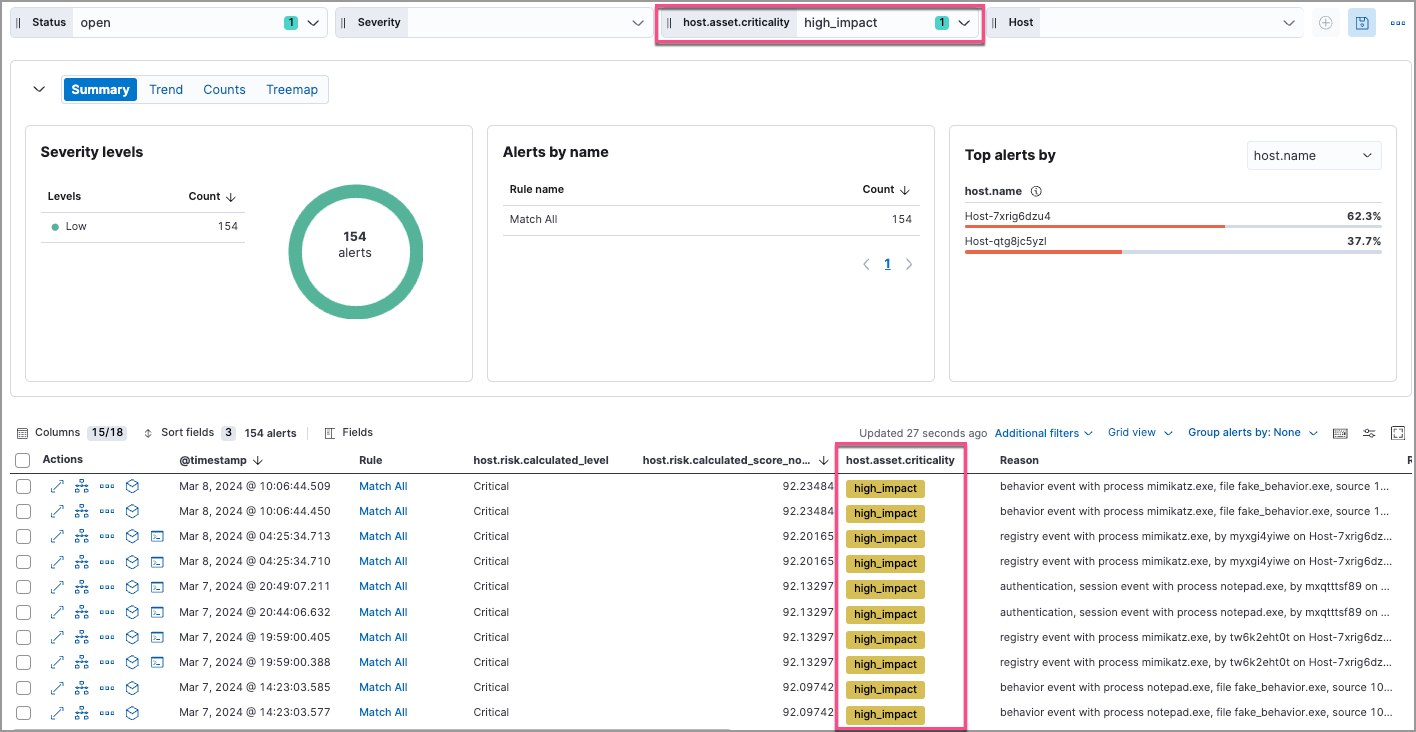 Status open 1 Severity host.asset.criticality high_impact 1 Host
Summary Trend Counts Treemap
Severity levels
Levels Count
Low 154
154
alerts
Alerts by name
Rule name Count
Match All 154
1
Top alerts by host.name
host.name
Host-7xrig6dzu4 62.3%
Host-qtg8jc5yzl 37.7%
Columns 15/18 Sort fields 3 154 alerts Fields Updated 27 seconds ago Additional filters Grid view Group alerts by: None
Actions @timestamp Rule host.risk.calculated_level host.risk.calculated_score_no... host.asset.criticality Reason
Mar 8, 2024 @ 10:06:44.509 Match All Critical 92.23484 high_impact behavior event with process mimikatz.exe, file fake_behavior.exe, source 1...
Mar 8, 2024 @ 10:06:44.450 Match All Critical 92.23484 high_impact behavior event with process mimikatz.exe, file fake_behavior.exe, source 1...
Mar 8, 2024 @ 04:25:34.713 Match All Critical 92.20165 high_impact registry event with process mimikatz.exe, by myxgi4yiwe on Host-7xrig6dz...
Mar 8, 2024 @ 04:25:34.710 Match All Critical 92.20165 high_impact registry event with process mimikatz.exe, by myxgi4yiwe on Host-7xrig6dz...
Mar 7, 2024 @ 20:49:07.211 Match All Critical 92.13297 high_impact authentication, session event with process notepad.exe, by mxqtttsf89 on ...
Mar 7, 2024 @ 20:44:06.632 Match All Critical 92.13297 high_impact authentication, session event with process notepad.exe, by mxqtttsf89 on ...
Mar 7, 2024 @ 19:59:00.405 Match All Critical 92.13297 high_impact registry event with process mimikatz.exe, by tw6k2eht0t on Host-7xrig6dz...
Mar 7, 2024 @ 19:59:00.388 Match All Critical 92.13297 high_impact registry event with process mimikatz.exe, by tw6k2eht0t on Host-7xrig6dz...
Mar 7, 2024 @ 14:23:03.585 Match All Critical 92.09742 high_impact behavior event with process notepad.exe, file fake_behavior.exe, source 10...
Mar 7, 2024 @ 14:23:03.577 Match All Critical 92.09742 high_impact behavior event with process notepad.exe, file fake_behavior.exe, source 10...